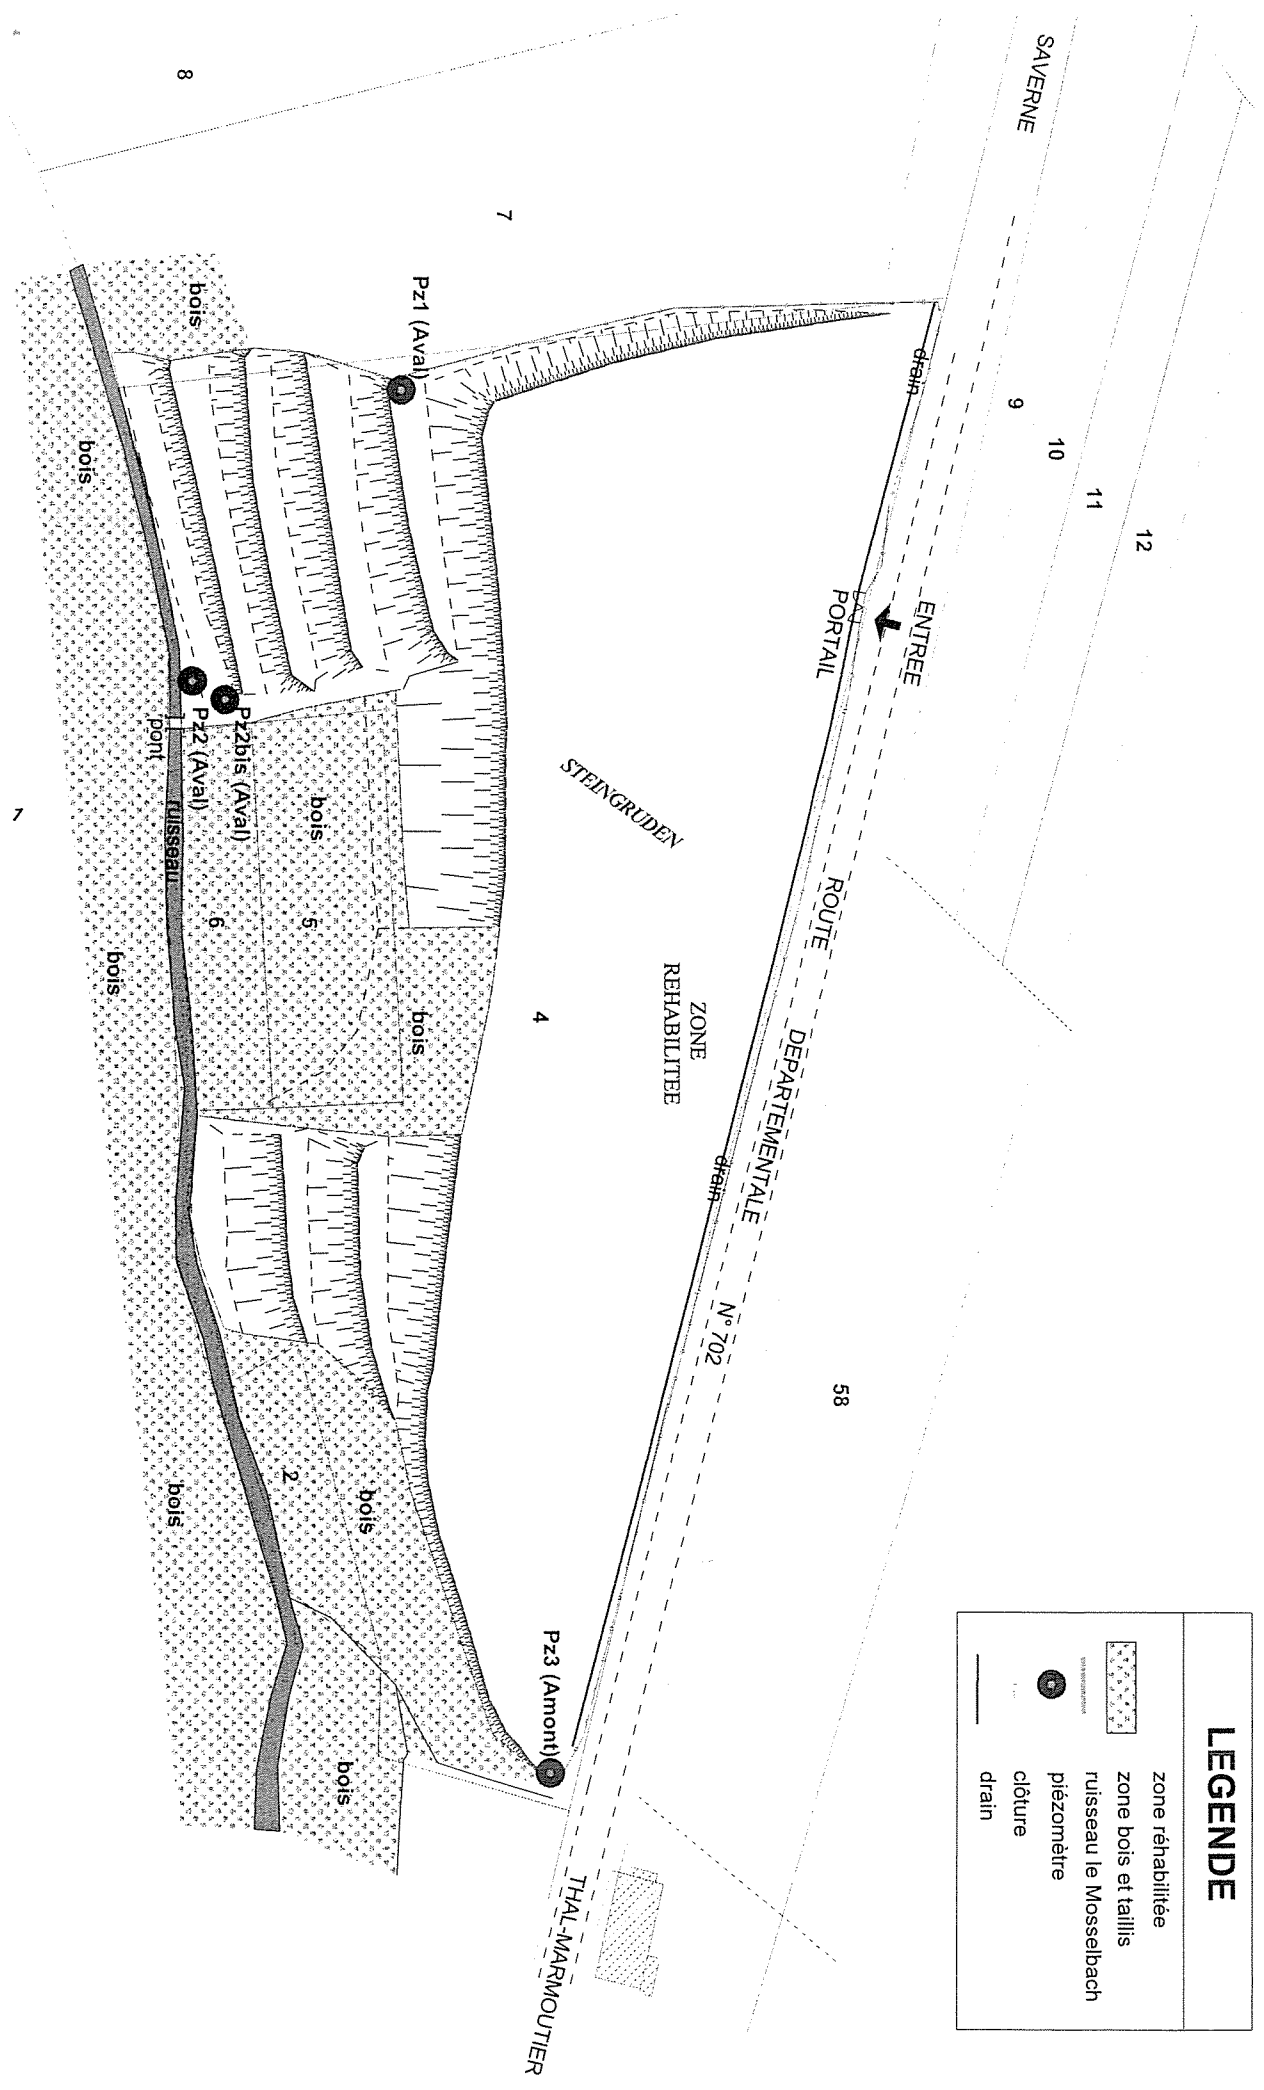 SAVERNE
8
7
9
10
11
12
Pz1 (Aval)
bois
drain
bois
ENTREE
PORTAIL
STEINGRUDEN
ROUTE DEPARTEMENTALE N° 702
Pz2bis (Aval)
Pz2 (Aval)
pont
ruisseau
bois
5
6
1
ZONE
REHABILITEE
4
bois
bois
drain
58
2
bois
bois
Pz3 (Amont)
bois
THAL-MARMOUTIER
LEGENDE
zone réhabilitée
zone bois et taillis
ruisseau le Mosselbach
piézomètre
clôture
drain